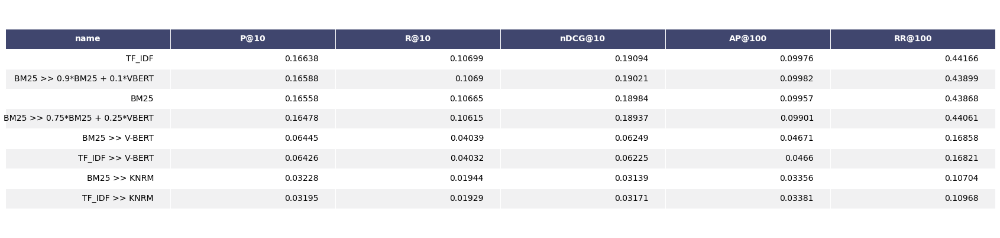 name P@10 R@10 nDCG@10 AP@100 RR@100
TF_IDF 0.16638 0.10699 0.19094 0.09976 0.44166
BM25 >> 0.9*BM25 + 0.1*VBERT 0.16588 0.1069 0.19021 0.09982 0.43899
BM25 0.16558 0.10665 0.18984 0.09957 0.43868
BM25 >> 0.75*BM25 + 0.25*VBERT 0.16478 0.10615 0.18937 0.09901 0.44061
BM25 >> V-BERT 0.06445 0.04039 0.06249 0.04671 0.16858
TF_IDF >> V-BERT 0.06426 0.04032 0.06225 0.0466 0.16821
BM25 >> KNRM 0.03228 0.01944 0.03139 0.03356 0.10704
TF_IDF >> KNRM 0.03195 0.01929 0.03171 0.03381 0.10968